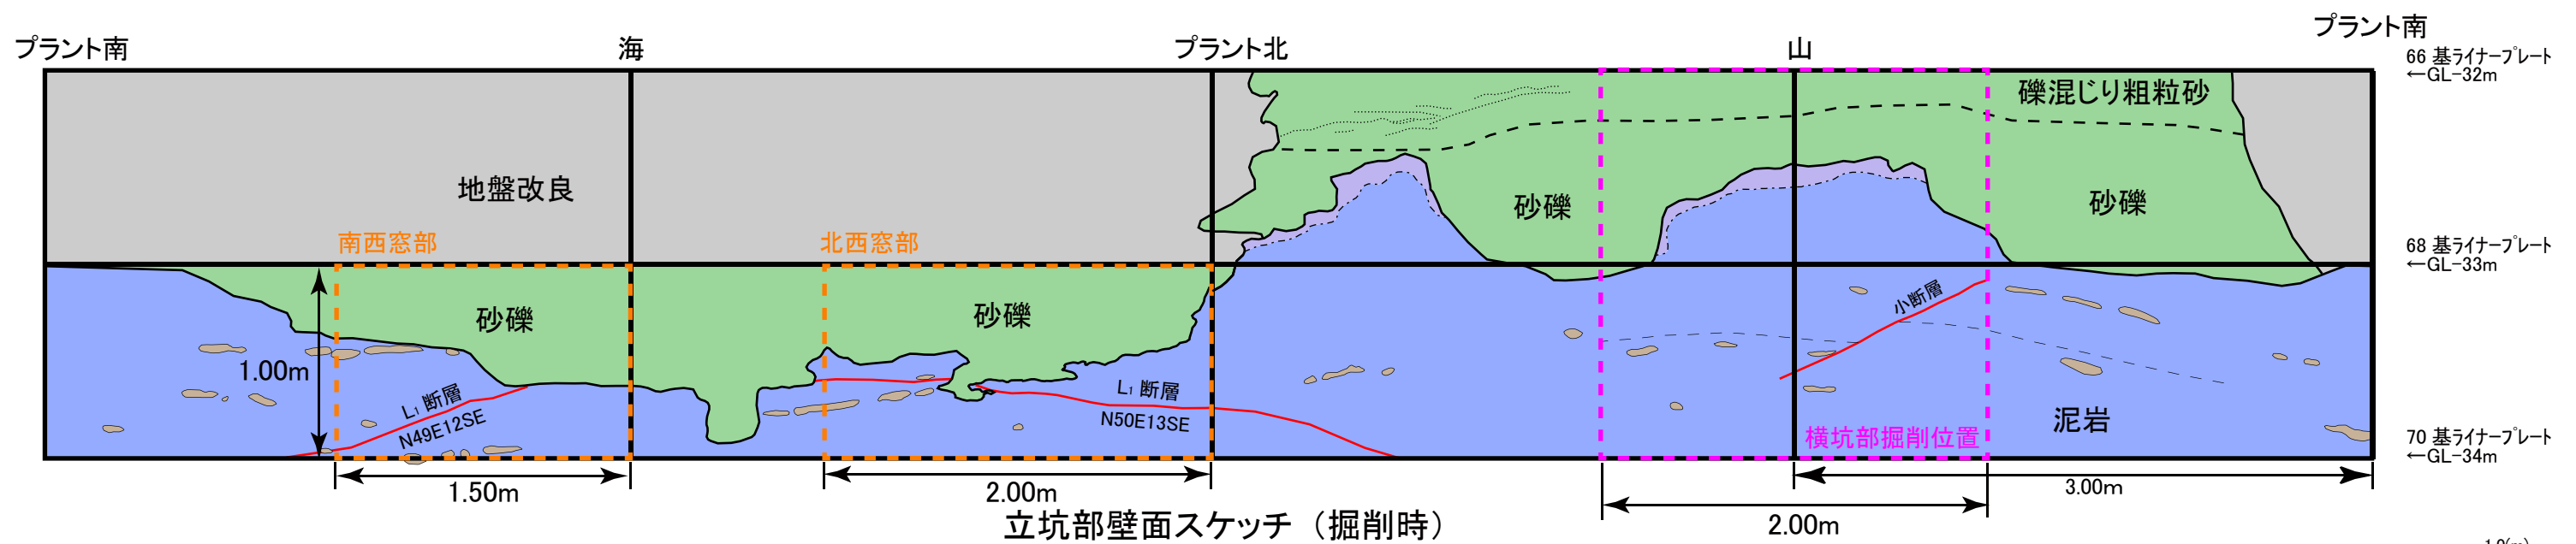 プラント南
海
プラント北
山
プラント南
66 基ライナープレート
←GL-32m
礫混じり粗粒砂
地盤改良
砂礫
砂礫
南西窓部
北西窓部
68 基ライナープレート
←GL-33m
砂礫
砂礫
小断層
1.00m
L₁ 断層
N49E12SE
L₁ 断層
N50E13SE
泥岩
横坑部掘削位置
70 基ライナープレート
←GL-34m
1.50m
2.00m
3.00m
2.00m
立坑部壁面スケッチ（掘削時）